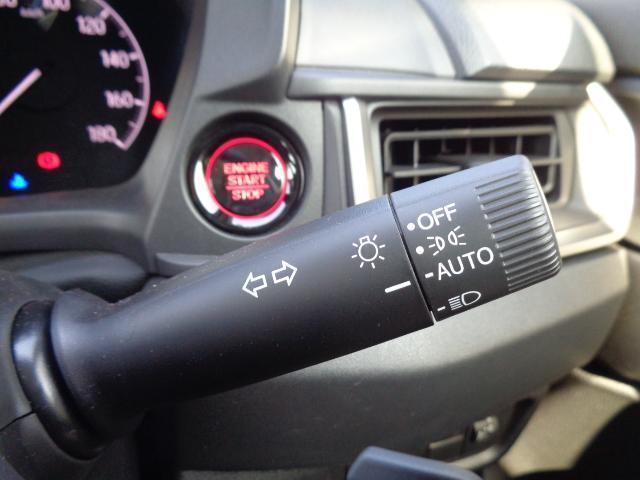 100
120
140
160
180
ENGINE
START
STOP
OFF
AUTO